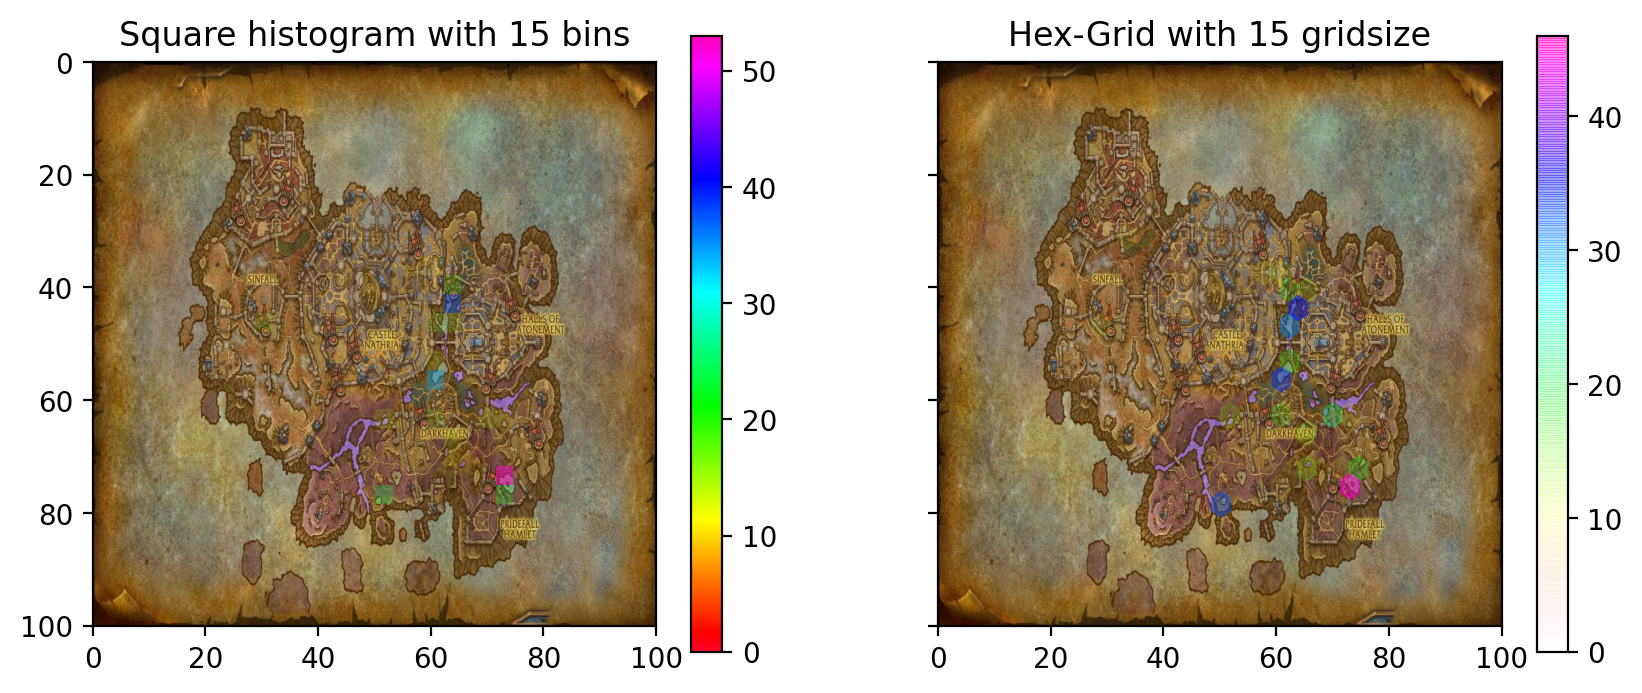 Square histogram with 15 bins
Hex-Grid with 15 gridsize
0
20
40
60
80
100
0
20
40
60
80
100
SINFALL
CASTLE
NATHRIA
HALLS OF
ATONEMENT
DARKHAVEN
PRIDEFALL
HAMLET
50
40
30
20
10
0
SINFALL
CASTLE
NATHRIA
HALLS OF
ATONEMENT
DARKHAVEN
PRIDEFALL
HAMLET
0
20
40
60
80
100
40
30
20
10
0